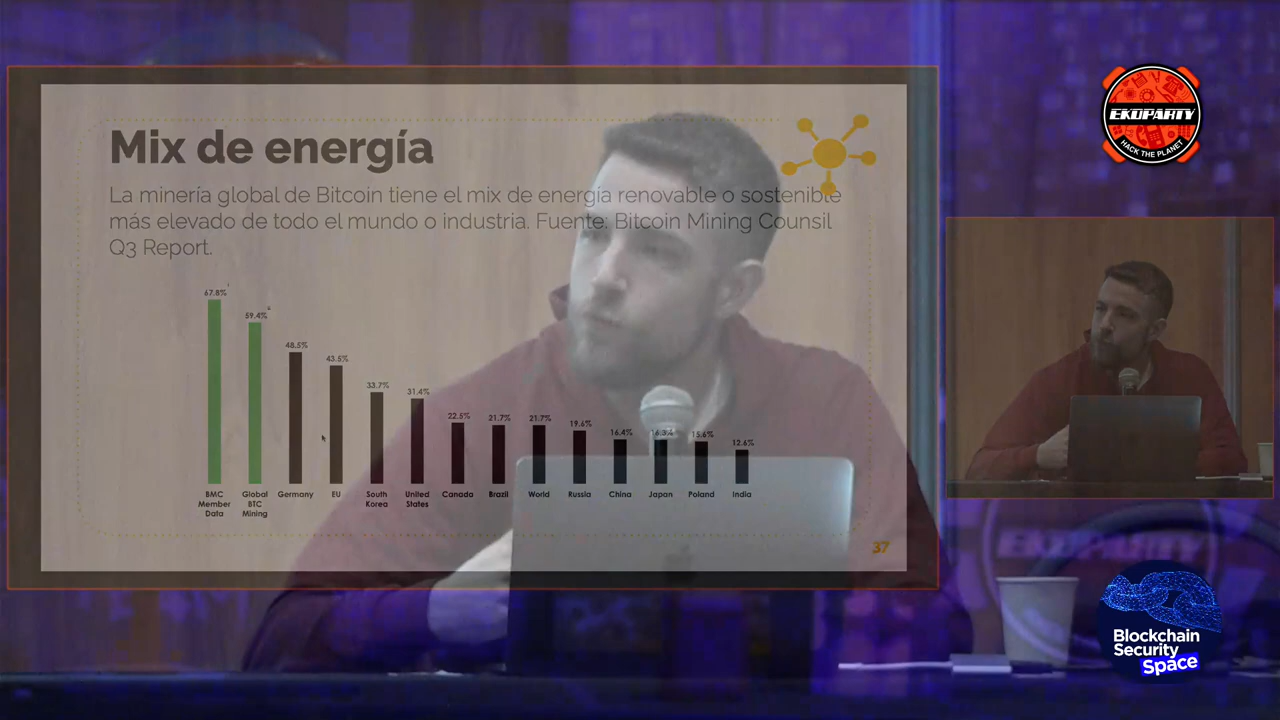 Mix de energía
La minería global de Bitcoin tiene el mix de energía renovable o sostenible
más elevado de todo el mundo o industria. Fuente: Bitcoin Mining Counsil
Q3 Report.
67.8%
59.4%
48.5%
43.5%
33.7%
31.4%
22.5%
21.7%
21.7%
19.6%
16.4%
16.3%
15.6%
12.6%
BMC
Member
Data
Global
BTC
Mining
Germany
EU
South
Korea
United
States
Canada
Brazil
World
Russia
China
Japan
Poland
India
37
EKOPARTY
HACK THE PLANET
EKOPARTY
Blockchain
Security
Space